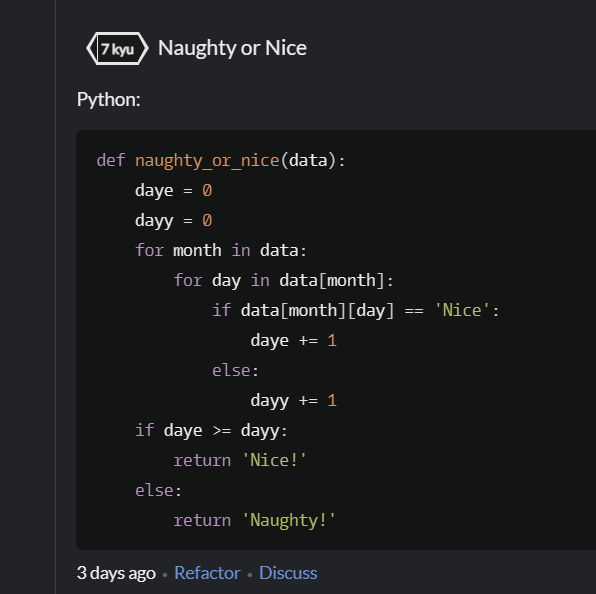 7 kyu Naughty or Nice
Python:
def naughty_or_nice(data):
    daye = 0
    dayy = 0
    for month in data:
        for day in data[month]:
            if data[month][day] == 'Nice':
                daye += 1
            else:
                dayy += 1
    if daye >= dayy:
        return 'Nice!'
    else:
        return 'Naughty!'
3 days ago • Refactor • Discuss